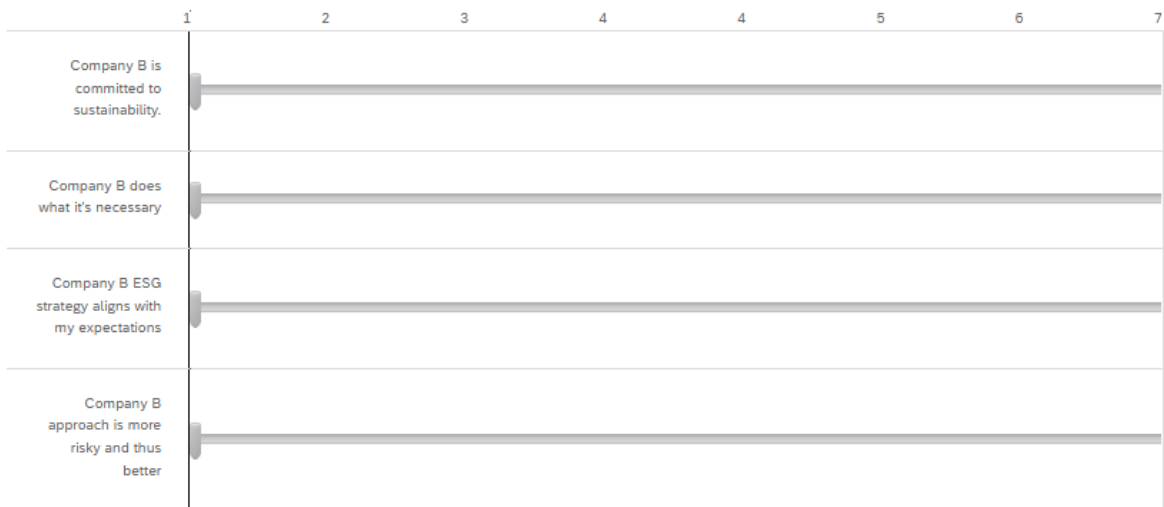 1 2 3 4 4 5 6 7
Company B is
committed to
sustainability.
Company B does
what it's necessary
Company B ESG
strategy aligns with
my expectations
Company B
approach is more
risky and thus
better